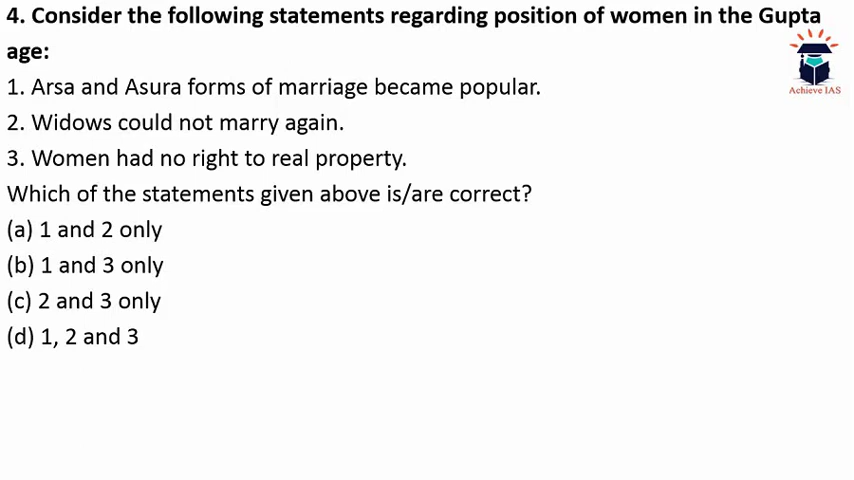 4. Consider the following statements regarding position of women in the Gupta
age:
Achieve IAS
1. Arsa and Asura forms of marriage became popular.
2. Widows could not marry again.
3. Women had no right to real property.
Which of the statements given above is/are correct?
(a) 1 and 2 only
(b) 1 and 3 only
(c) 2 and 3 only
(d) 1, 2 and 3